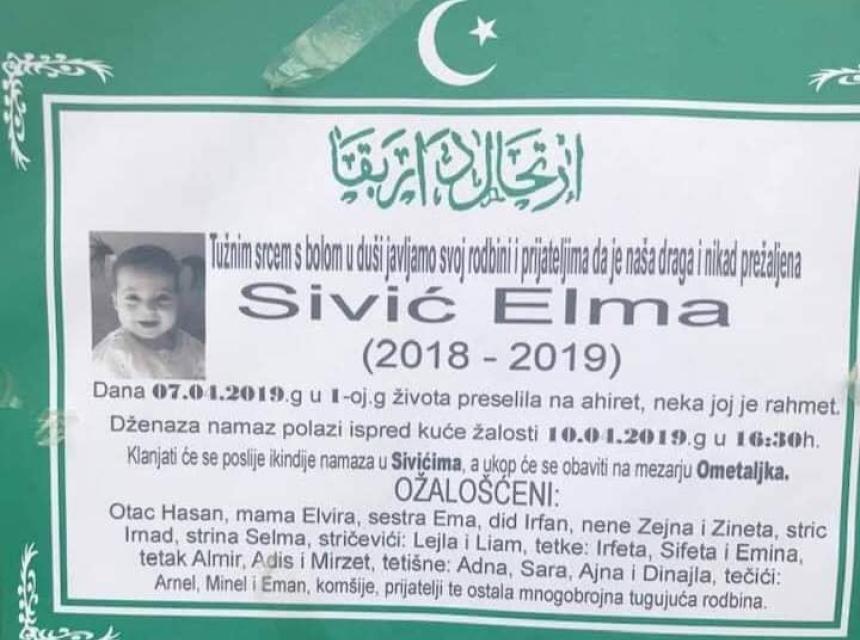 ارتحال دار بقا
Tužnim srcem s bolom u duši javljamo svoj rodbini i prijateljima da je naša draga i nikad prežaljena
Sivić Elma
(2018 - 2019)
Dana 07.04.2019.g u 1-oj.g života preselila na ahiret, neka joj je rahmet.
Dženaza namaz polazi ispred kuće žalosti 10.04.2019.g u 16:30h.
Klanjati će se poslije ikindije namaza u Sivićima, a ukop će se obaviti na mezarju Ometaljka.
OŽALOŠĆENI:
Otac Hasan, mama Elvira, sestra Ema, did Irfan, nene Zejna i Zineta, stric
Irnad, strina Selma, stričevići: Lejla i Liam, tetke: Irfeta, Sifeta i Emina,
tetak Almir, Adis i Mirzet, tetišne: Adna, Sara, Ajna i Dinajla, tečići:
Arnel, Minel i Eman, komšije, prijatelji te ostala mnogobrojna tugujuća rodbina.